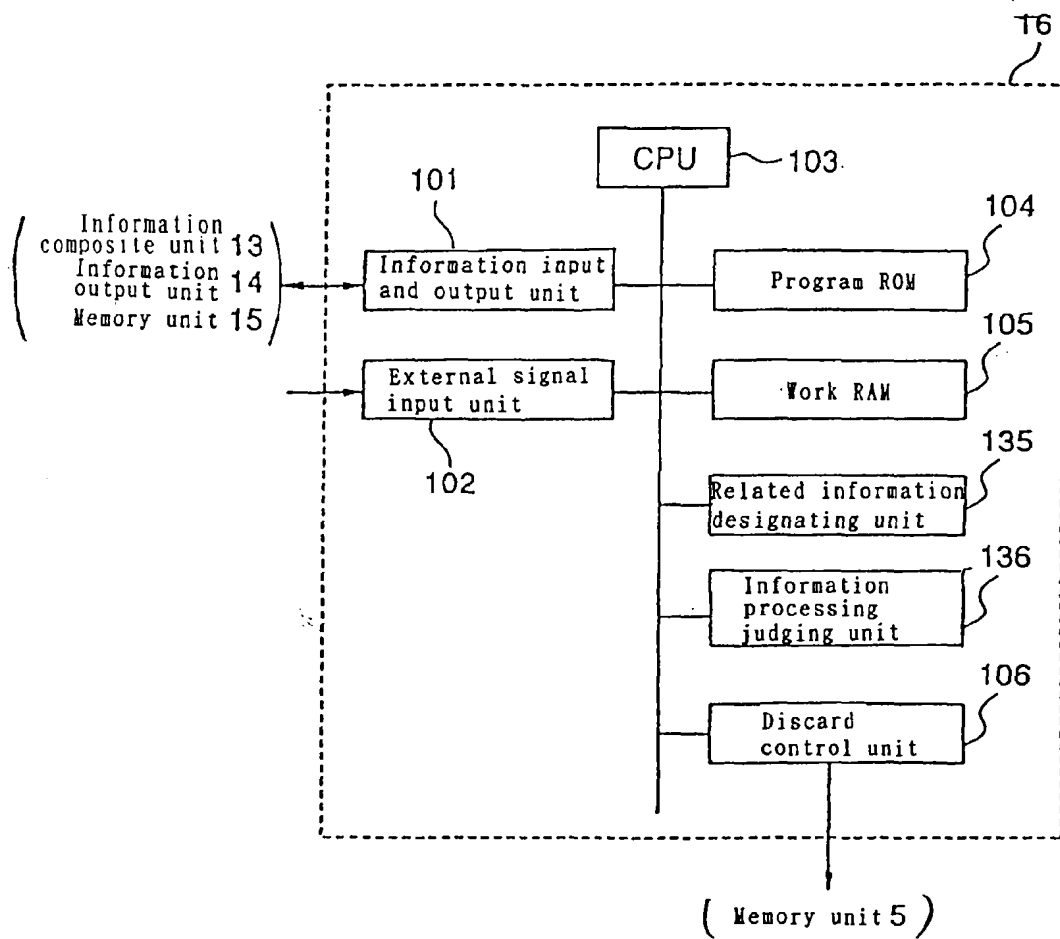 16
CPU
103
101
104
Information
composite unit 13
Information
output unit 14
Memory unit 15
Information input
and output unit
Program ROM
105
External signal
input unit
Work RAM
102
135
Related information
designating unit
136
Information
processing
judging unit
106
Discard
control unit
( Memory unit 5 )